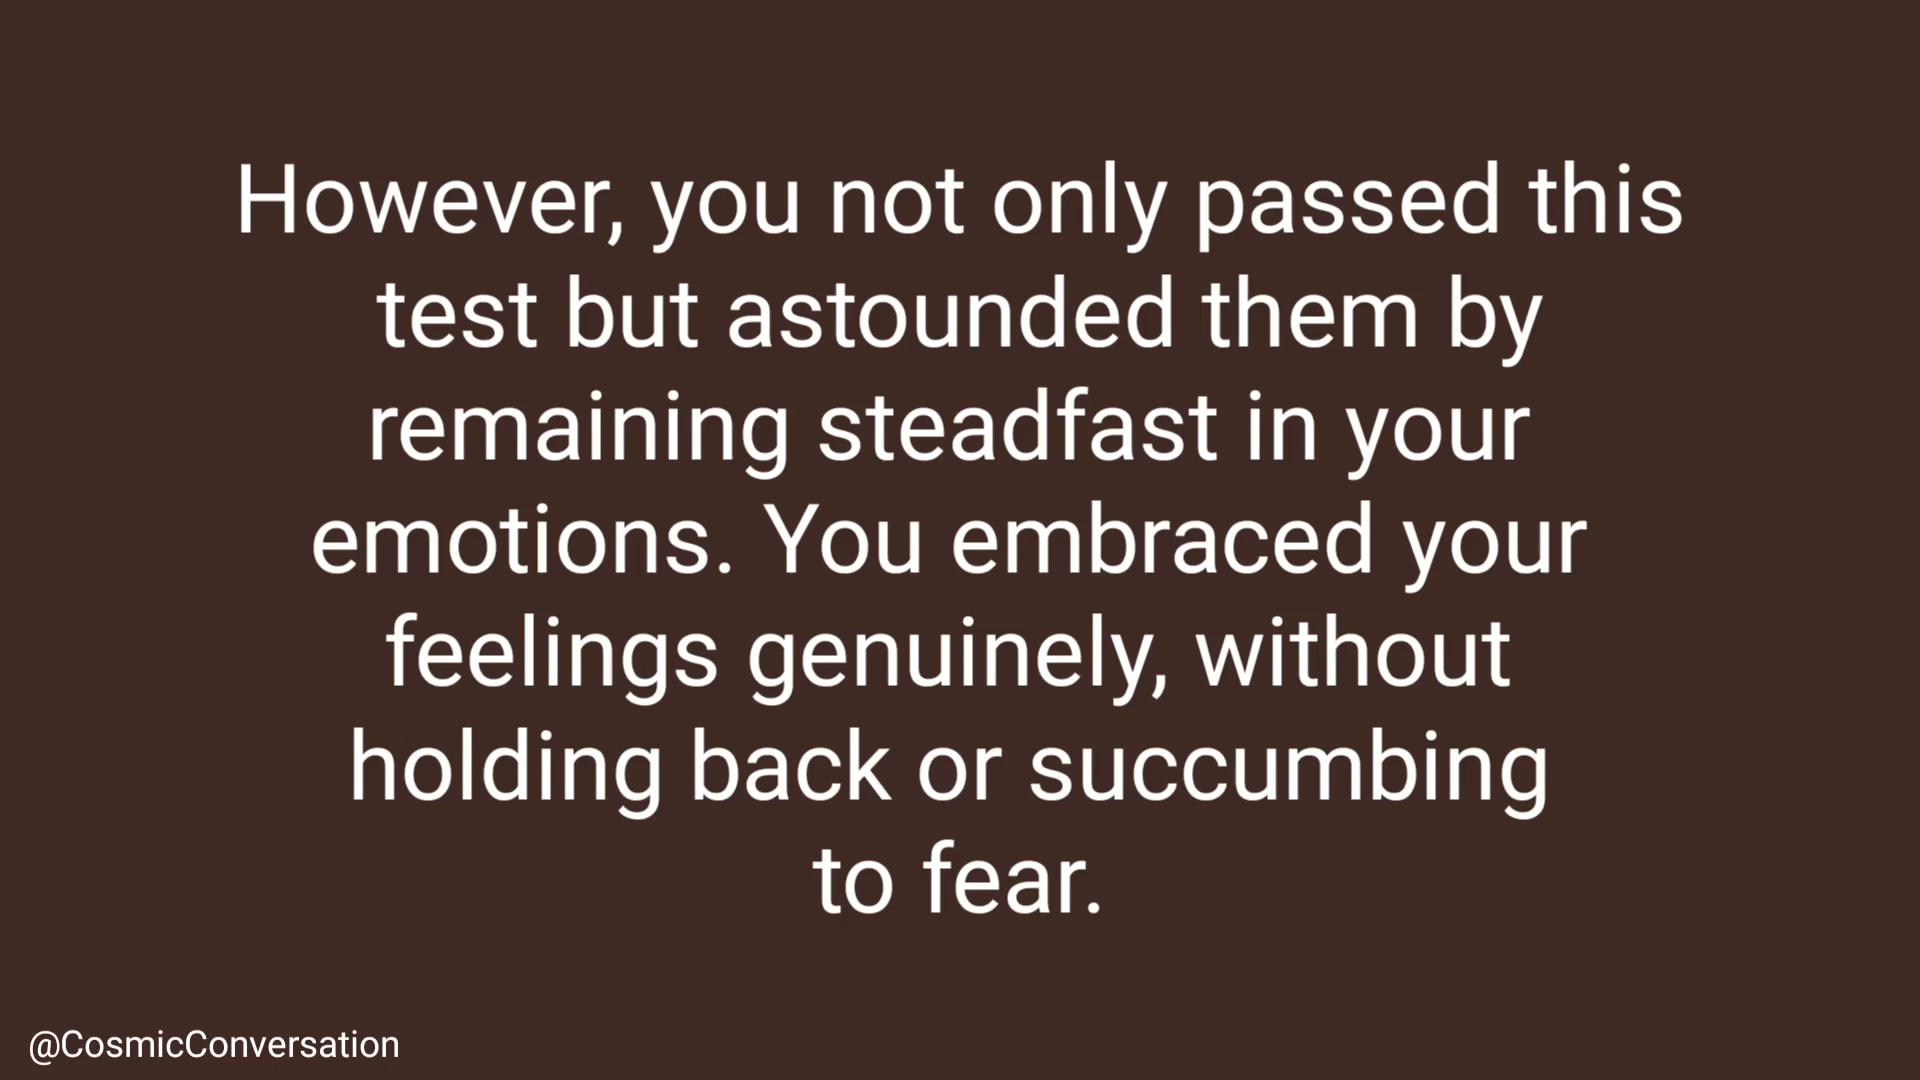 However, you not only passed this
test but astounded them by
remaining steadfast in your
emotions. You embraced your
feelings genuinely, without
holding back or succumbing
to fear.
@CosmicConversation